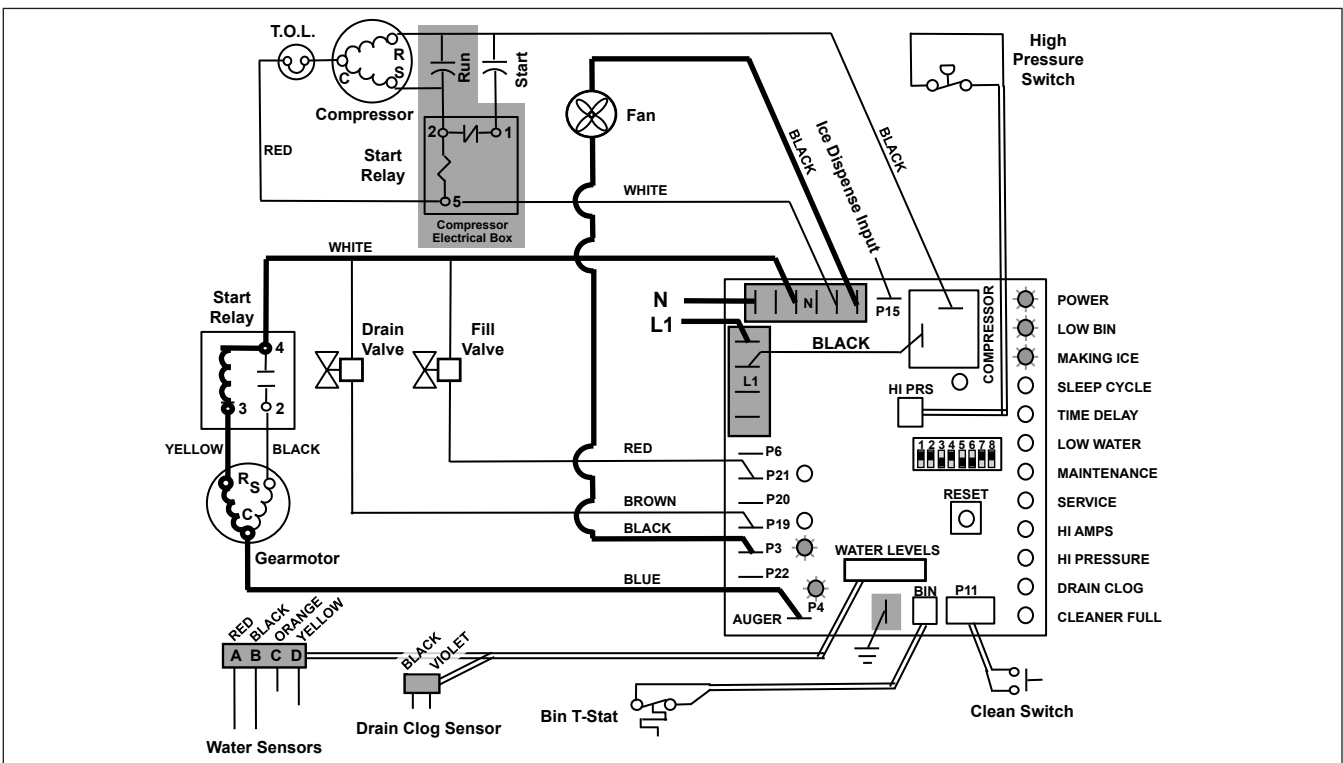 T.O.L.
R
S
C
Compressor
Run
Start
High
Pressure
Switch
Fan
BLACK
Ice Dispense Input
BLACK
RED
Start
Relay
2
1
5
Compressor
Electrical Box
WHITE
WHITE
Start
Relay
4
3
2
Drain
Valve
Fill
Valve
YELLOW
BLACK
R
S
C
Gearmotor
N
L1
N
L1
BLACK
P15
COMPRESSOR
HI PRS
1 2 3 4 5 6 7 8
RESET
RED
BROWN
BLACK
BLUE
P6
P21
P20
P19
P3
P22
P4
AUGER
WATER LEVELS
BIN
P11
POWER
LOW BIN
MAKING ICE
SLEEP CYCLE
TIME DELAY
LOW WATER
MAINTENANCE
SERVICE
HI AMPS
HI PRESSURE
DRAIN CLOG
CLEANER FULL
RED
BLACK
ORANGE
YELLOW
A B C D
Water Sensors
BLACK
VIOLET
Drain Clog Sensor
Bin T-Stat
Clean Switch